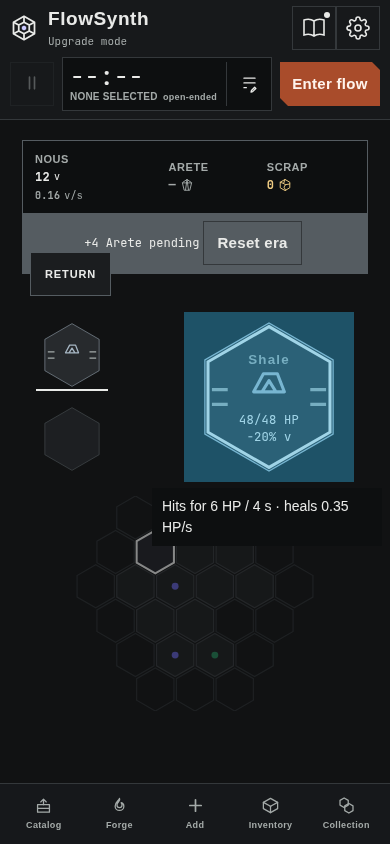 FlowSynth
Upgrade mode
--:--
NONE SELECTED open-ended
Enter flow
NOUS
12 v
0.16 v/s
ARETE
–
SCRAP
0
+4 Arete pending
Reset era
RETURN
Shale
48/48 HP
-20% v
Hits for 6 HP / 4 s · heals 0.35
HP/s
Catalog
Forge
Add
Inventory
Collection